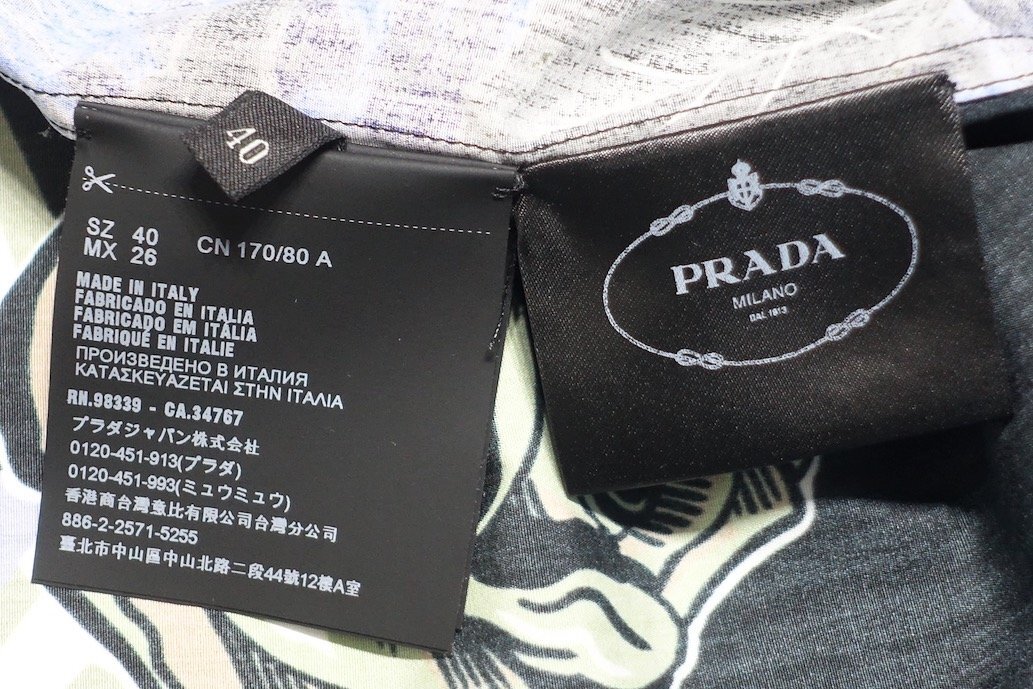 40
SZ 40 CN 170/80 A
MX 26
MADE IN ITALY
FABRICADO EN ITALIA
FABRICADO EM ITÁLIA
FABRIQUÉ EN ITALIE
ПРОИЗВЕДЕНО В ИТАЛИЯ
ΚΑΤΑΣΚΕΥΑΖΕΤΑΙ ΣΤΗΝ ΙΤΑΛΙΑ
RN.98339 - CA.34767
プラダジャパン株式会社
0120-451-913(プラダ)
0120-451-993(ミュウミュウ)
香港商台灣意比有限公司台灣分公司
886-2-2571-5255
臺北市中山區中山北路二段44號12樓A室
PRADA
MILANO
DAL 1913